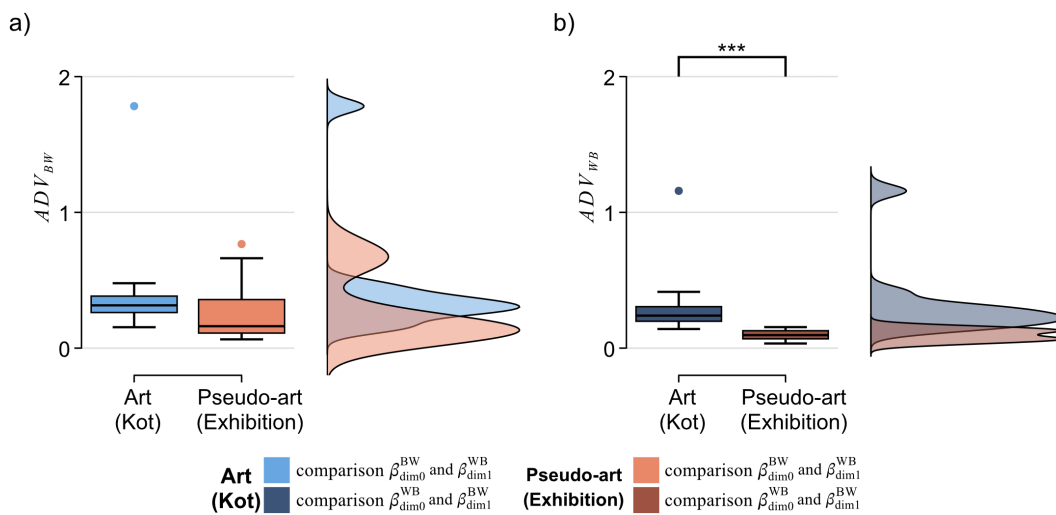 a)
2
1
0
ADV_BW
Art
(Kot)
Pseudo-art
(Exhibition)
b)
***
2
1
0
ADV_WB
Art
(Kot)
Pseudo-art
(Exhibition)
Art
(Kot)
comparison β^BW_dim0 and β^WB_dim1
comparison β^WB_dim0 and β^BW_dim1
Pseudo-art
(Exhibition)
comparison β^BW_dim0 and β^WB_dim1
comparison β^WB_dim0 and β^BW_dim1